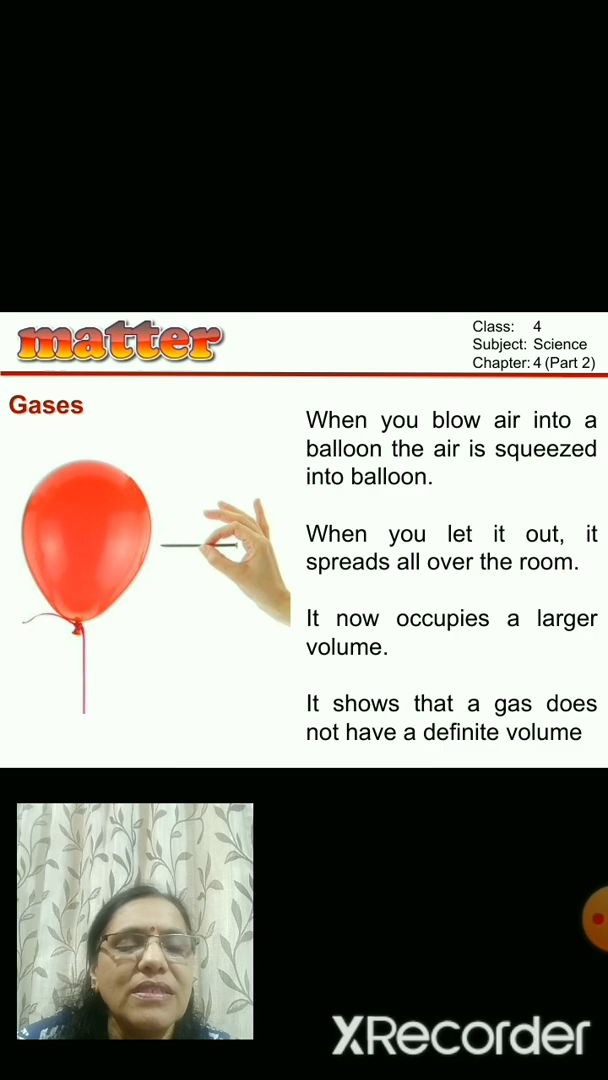 matter
Class: 4
Subject: Science
Chapter: 4 (Part 2)
Gases
When you blow air into a
balloon the air is squeezed
into balloon.
When you let it out, it
spreads all over the room.
It now occupies a larger
volume.
It shows that a gas does
not have a definite volume
XRecorder